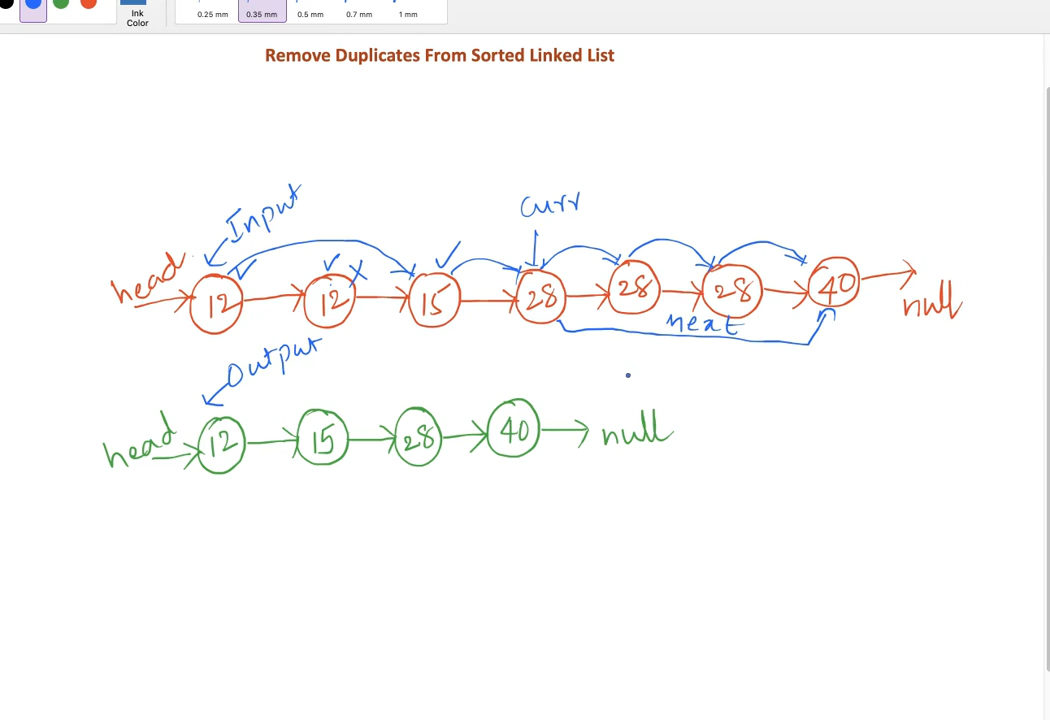 Ink
Color
0.25 mm 0.35 mm 0.5 mm 0.7 mm 1 mm
Remove Duplicates From Sorted Linked List
Input
curr
head 12 12 15 28 28 28 40 null
next
Output
head 12 15 28 40 null